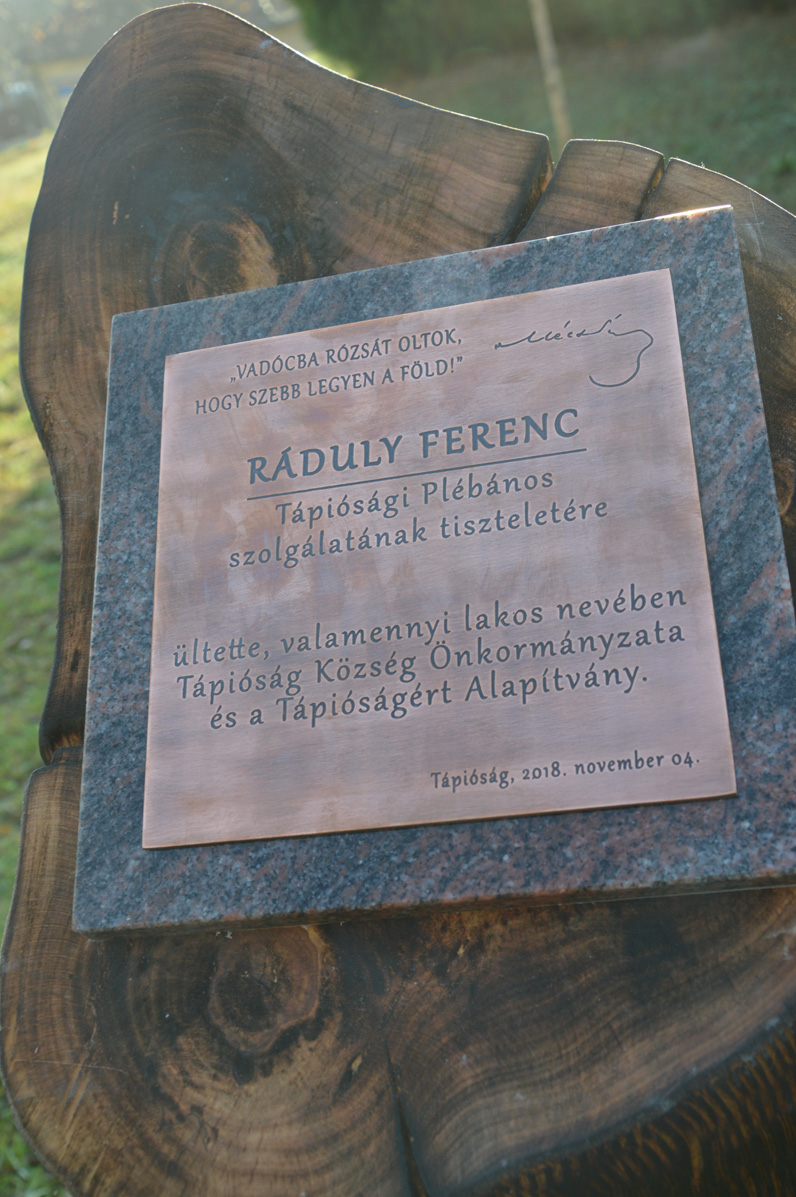 „VADÓCBA RÓZSÁT OLTOK,
HOGY SZEBB LEGYEN A FÖLD!”
RÁDULY FERENC
Tápiósági Plébános
szolgálatának tiszteletére
ültette, valamennyi lakos nevében
Tápióság Község Önkormányzata
és a Tápióságért Alapítvány.
Tápióság, 2018. november 04.